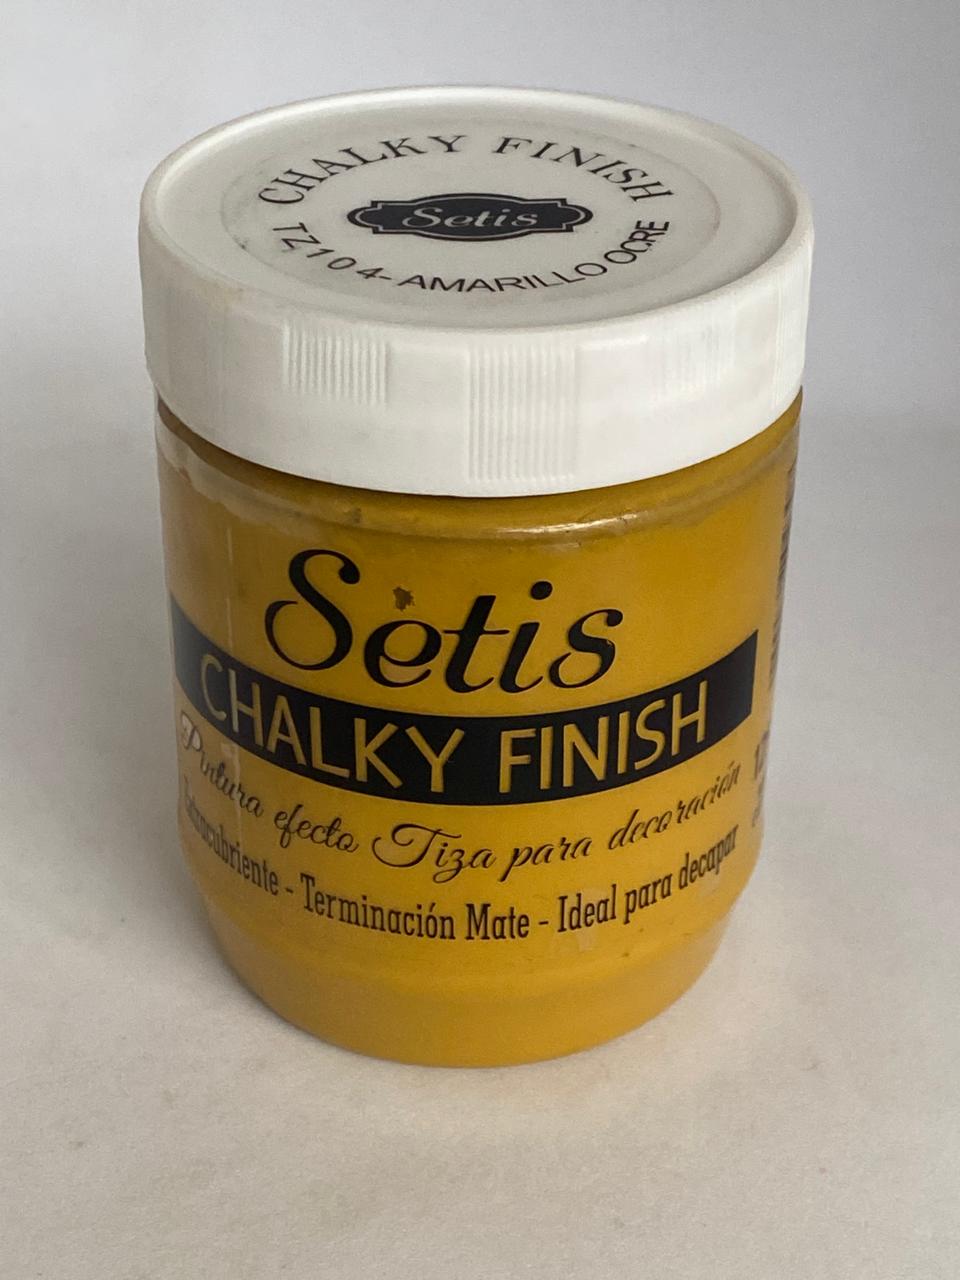 CHALKY FINISH
Setis
TZ104-AMARILLO OCRE
Setis
CHALKY FINISH
Pintura efecto Tiza para decoración
- Terminación Mate - Ideal para decapar